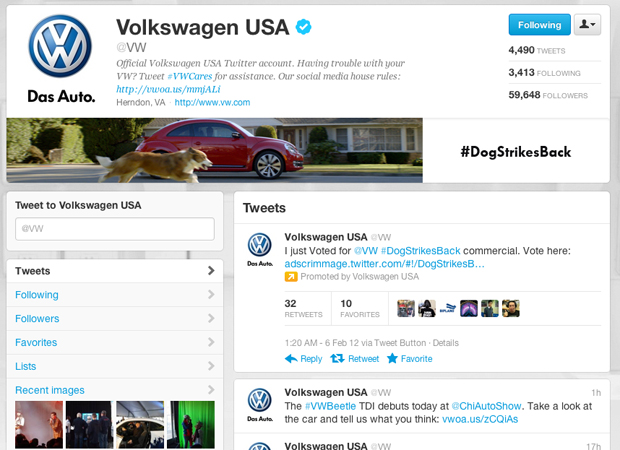 Volkswagen USA
@VW
Official Volkswagen USA Twitter account. Having trouble with your
VW? Tweet #VWCares for assistance. Our social media house rules:
http://vwoa.us/mmjALi
Herndon, VA · http://www.vw.com
Das Auto.
Following
4,490 TWEETS
3,413 FOLLOWING
59,648 FOLLOWERS
#DogStrikesBack
Tweet to Volkswagen USA
@VW
Tweets
Following
Followers
Favorites
Lists
Recent images
Tweets
Volkswagen USA @VW
I just Voted for @VW #DogStrikesBack commercial. Vote here:
adscrimmage.twitter.com/#!/DogStrikesB…
Promoted by Volkswagen USA
Das Auto.
32
RETWEETS
10
FAVORITES
1:20 AM - 6 Feb 12 via Tweet Button · Details
Reply Retweet Favorite
Volkswagen USA @VW 1h
The #VWBeetle TDI debuts today at @ChiAutoShow. Take a look
at the car and tell us what you think: vwoa.us/zCQiAs
Das Auto.
Volkswagen USA @VW 17h